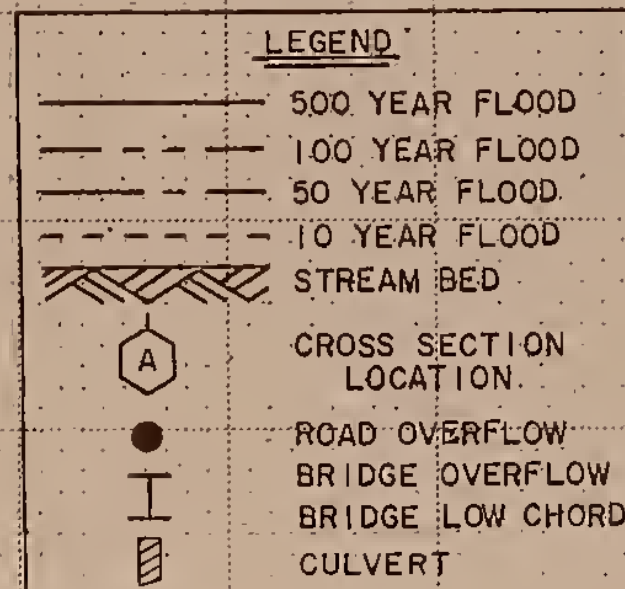 LEGEND
500 YEAR FLOOD
100 YEAR FLOOD
50 YEAR FLOOD
10 YEAR FLOOD
STREAM BED
A
CROSS SECTION
LOCATION
ROAD OVERFLOW
BRIDGE OVERFLOW
BRIDGE LOW CHORD
CULVERT